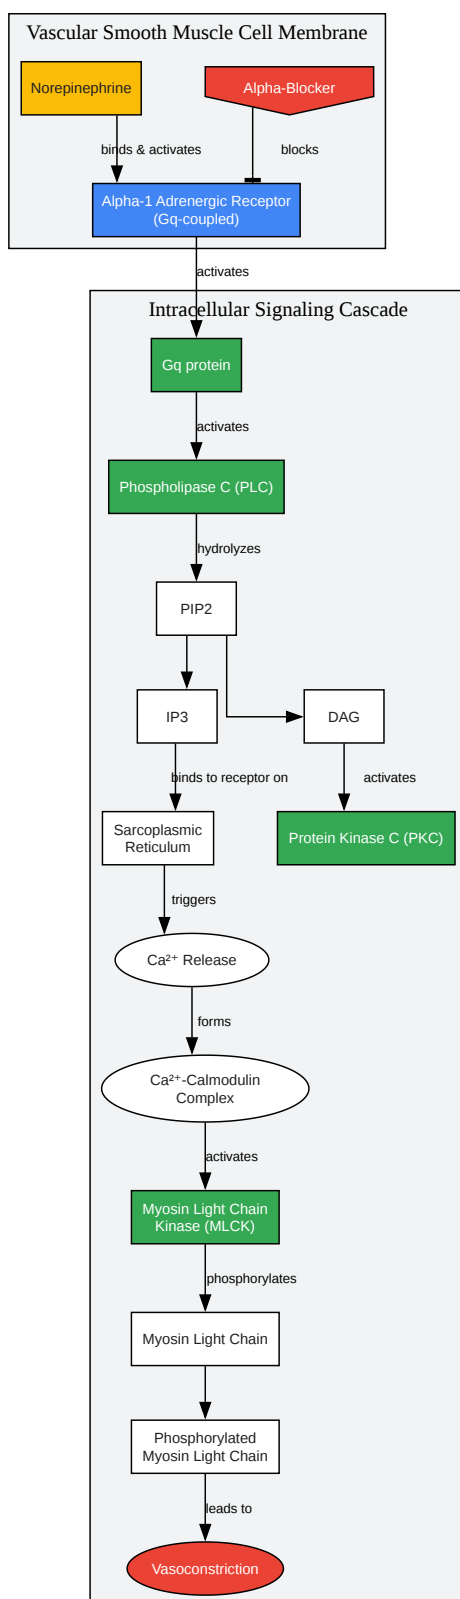 Vascular Smooth Muscle Cell Membrane
Norepinephrine
Alpha-Blocker
binds & activates
blocks
Alpha-1 Adrenergic Receptor
(Gq-coupled)
activates
Intracellular Signaling Cascade
Gq protein
activates
Phospholipase C (PLC)
hydrolyzes
PIP2
IP3
DAG
binds to receptor on
activates
Sarcoplasmic
Reticulum
Protein Kinase C (PKC)
triggers
Ca²⁺ Release
forms
Ca²⁺-Calmodulin
Complex
activates
Myosin Light Chain
Kinase (MLCK)
phosphorylates
Myosin Light Chain
Phosphorylated
Myosin Light Chain
leads to
Vasoconstriction